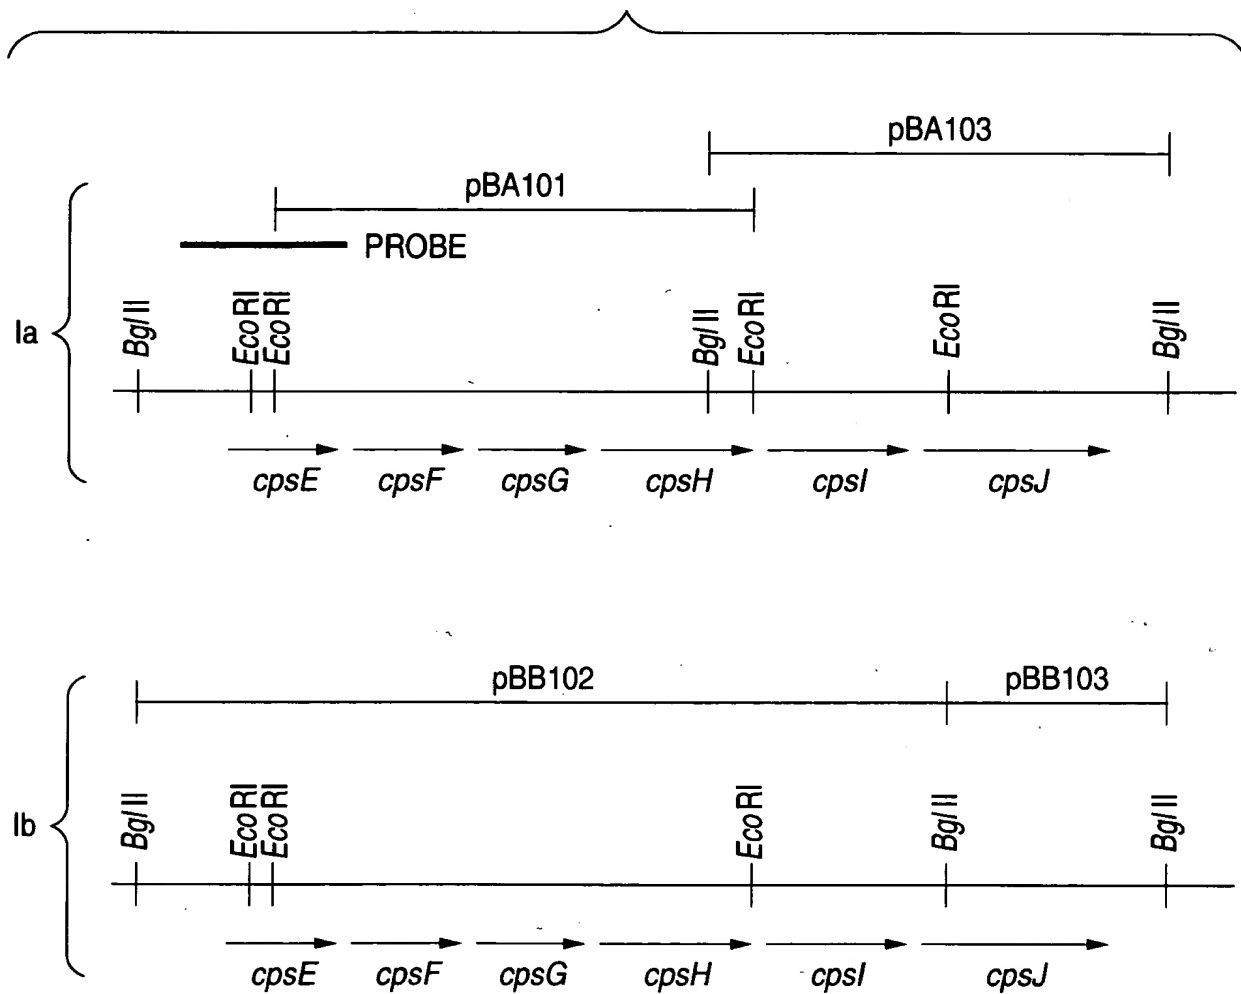 pBA103
pBA101
PROBE
Ia
BglII
EcoRI
EcoRI
BglII
EcoRI
EcoRI
BglII
cpsE cpsF cpsG cpsH cpsI cpsJ
pBB102 pBB103
Ib
BglII
EcoRI
EcoRI
EcoRI
BglII
BglII
cpsE cpsF cpsG cpsH cpsI cpsJ